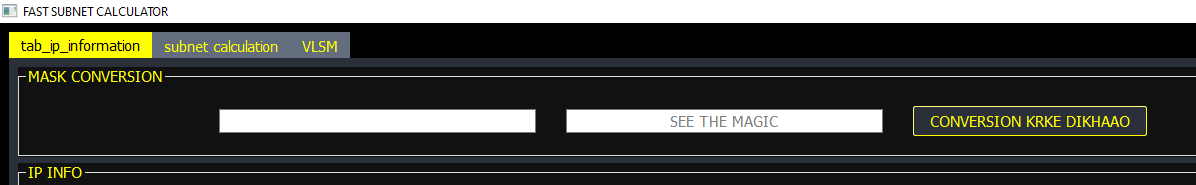 FAST SUBNET CALCULATOR
tab_ip_information subnet calculation VLSM
MASK CONVERSION
SEE THE MAGIC CONVERSION KRKE DIKHAAO
IP INFO